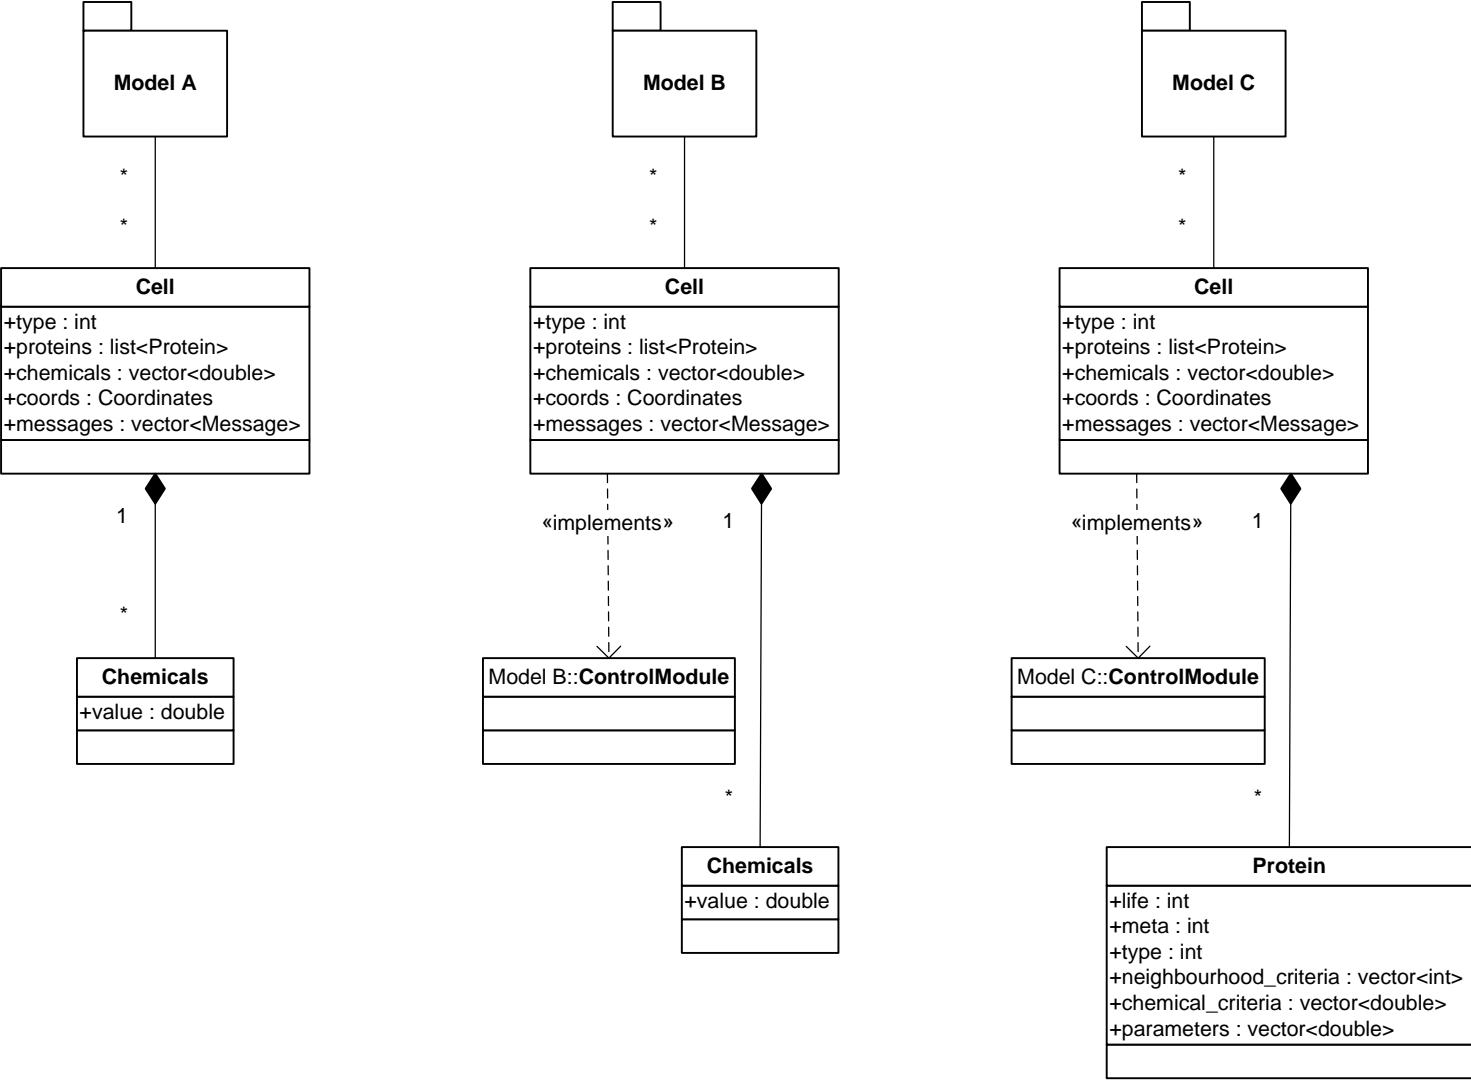 Model A
*
*
Cell
+type : int
+proteins : list<Protein>
+chemicals : vector<double>
+coords : Coordinates
+messages : vector<Message>
1
*
Chemicals
+value : double
Model B
*
*
Cell
+type : int
+proteins : list<Protein>
+chemicals : vector<double>
+coords : Coordinates
+messages : vector<Message>
«implements»
1
Model B::ControlModule
*
Chemicals
+value : double
Model C
*
*
Cell
+type : int
+proteins : list<Protein>
+chemicals : vector<double>
+coords : Coordinates
+messages : vector<Message>
«implements»
1
Model C::ControlModule
*
Protein
+life : int
+meta : int
+type : int
+neighbourhood_criteria : vector<int>
+chemical_criteria : vector<double>
+parameters : vector<double>